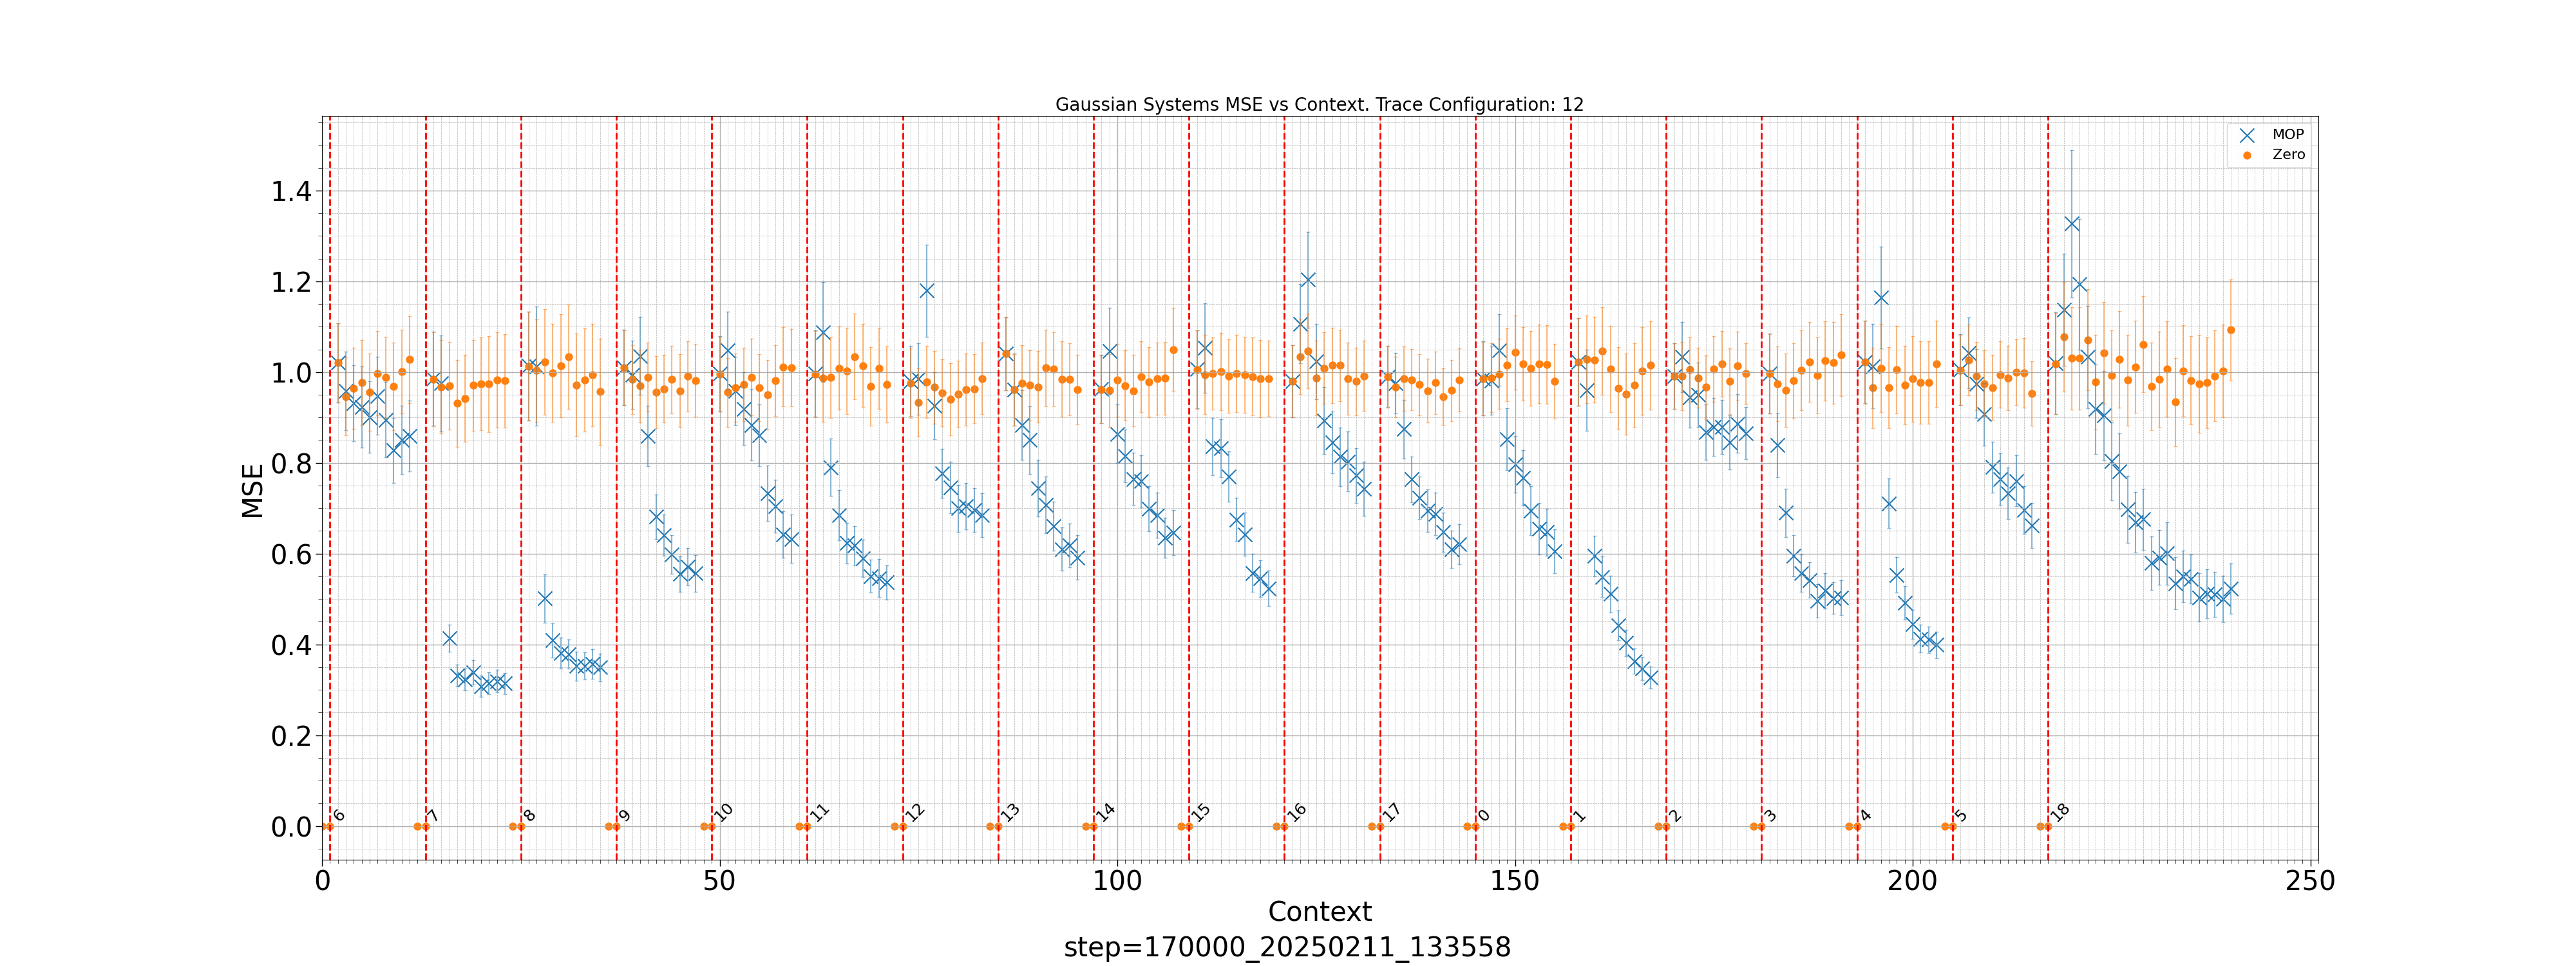 Gaussian Systems MSE vs Context. Trace Configuration: 12
MOP
Zero
MSE
1.4
1.2
1.0
0.8
0.6
0.4
0.2
0.0
6 7 8 9 10 11 12 13 14 15 16 17 0 1 2 3 4 5 18
0 50 100 150 200 250
Context
step=170000_20250211_133558